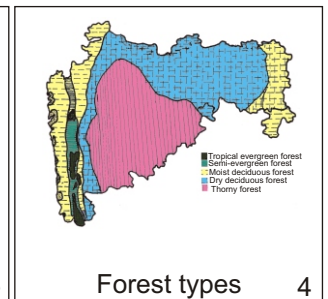 Tropical evergreen forest
Semi-evergreen forest
Moist deciduous forest
Dry deciduous forest
Thorny forest
Forest types 4